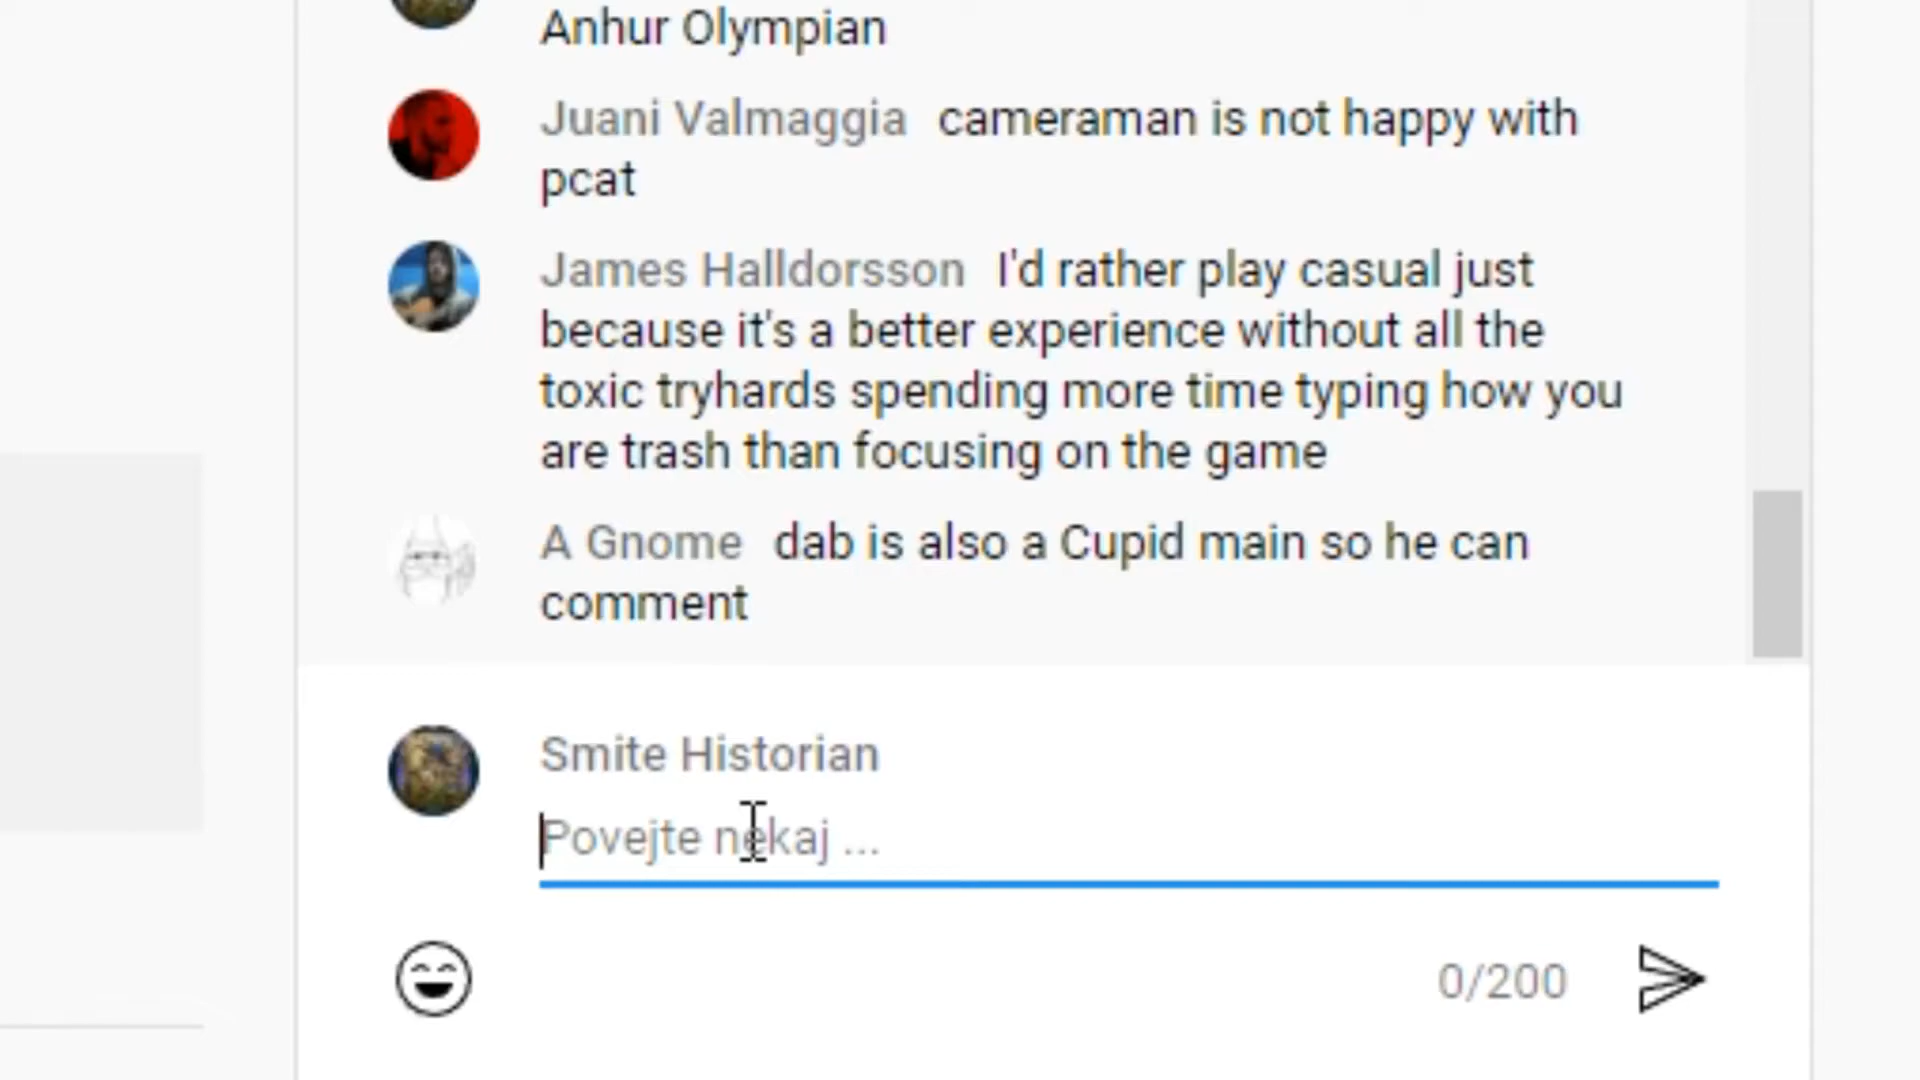 Anhur Olympian
Juani Valmaggia cameraman is not happy with
pcat
James Halldorsson I'd rather play casual just
because it's a better experience without all the
toxic tryhards spending more time typing how you
are trash than focusing on the game
A Gnome dab is also a Cupid main so he can
comment
Smite Historian
Povejte nekaj ...
0/200